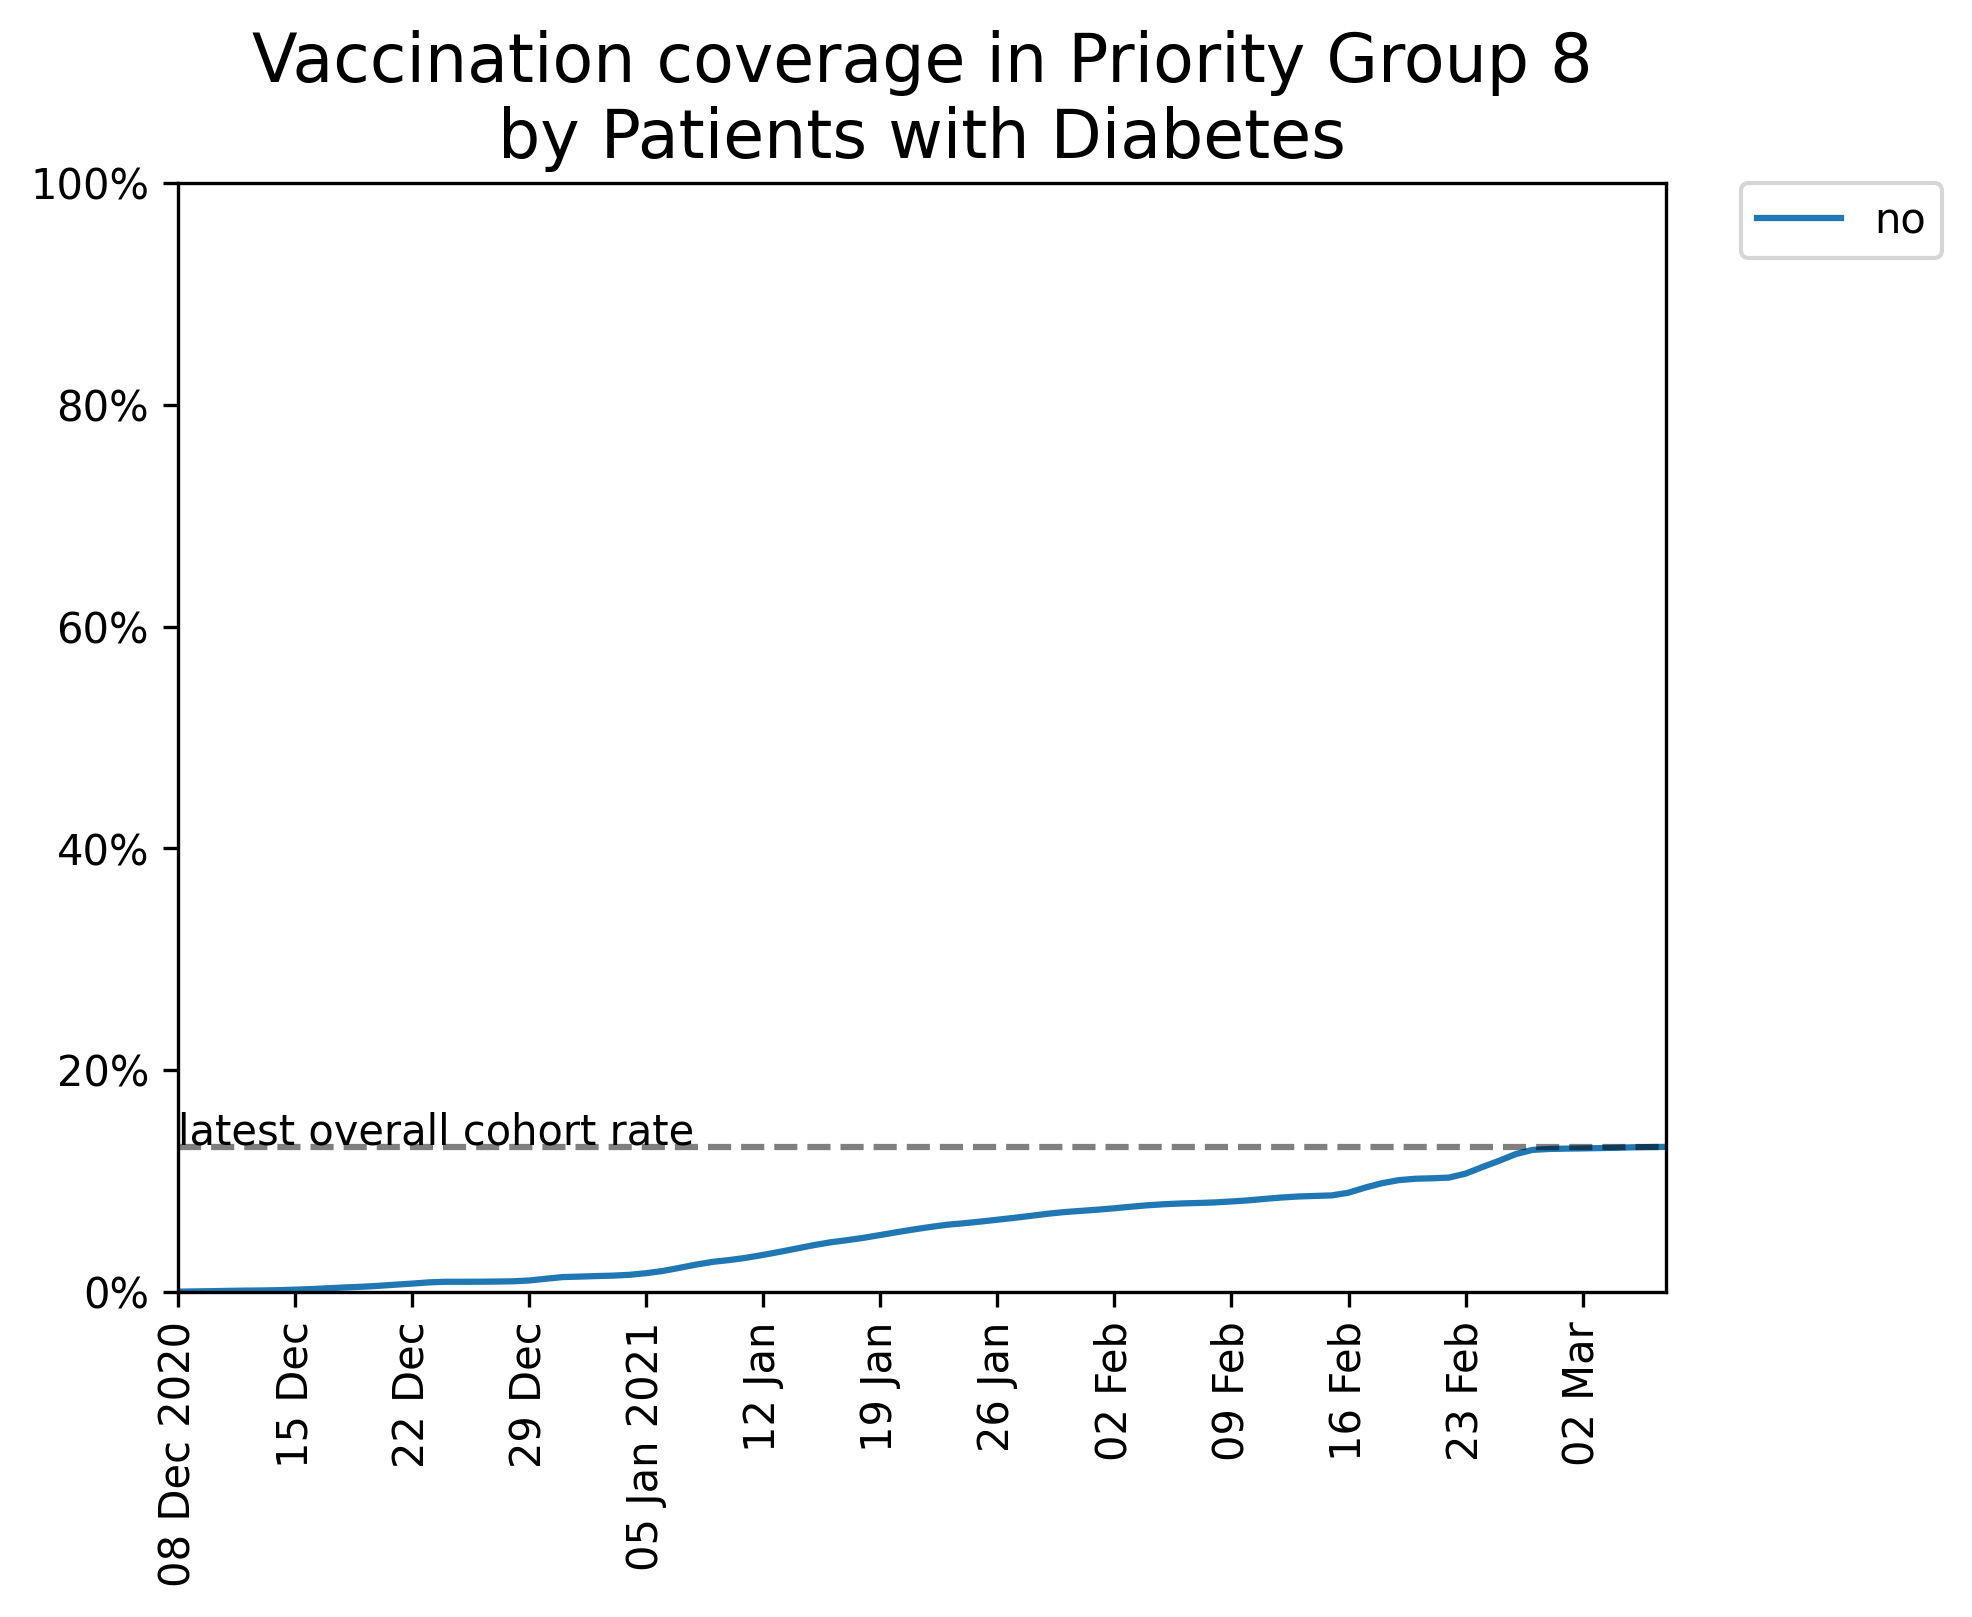 Vaccination coverage in Priority Group 8
by Patients with Diabetes
no
100%
80%
60%
40%
20%
0%
latest overall cohort rate
08 Dec 2020
15 Dec
22 Dec
29 Dec
05 Jan 2021
12 Jan
19 Jan
26 Jan
02 Feb
09 Feb
16 Feb
23 Feb
02 Mar